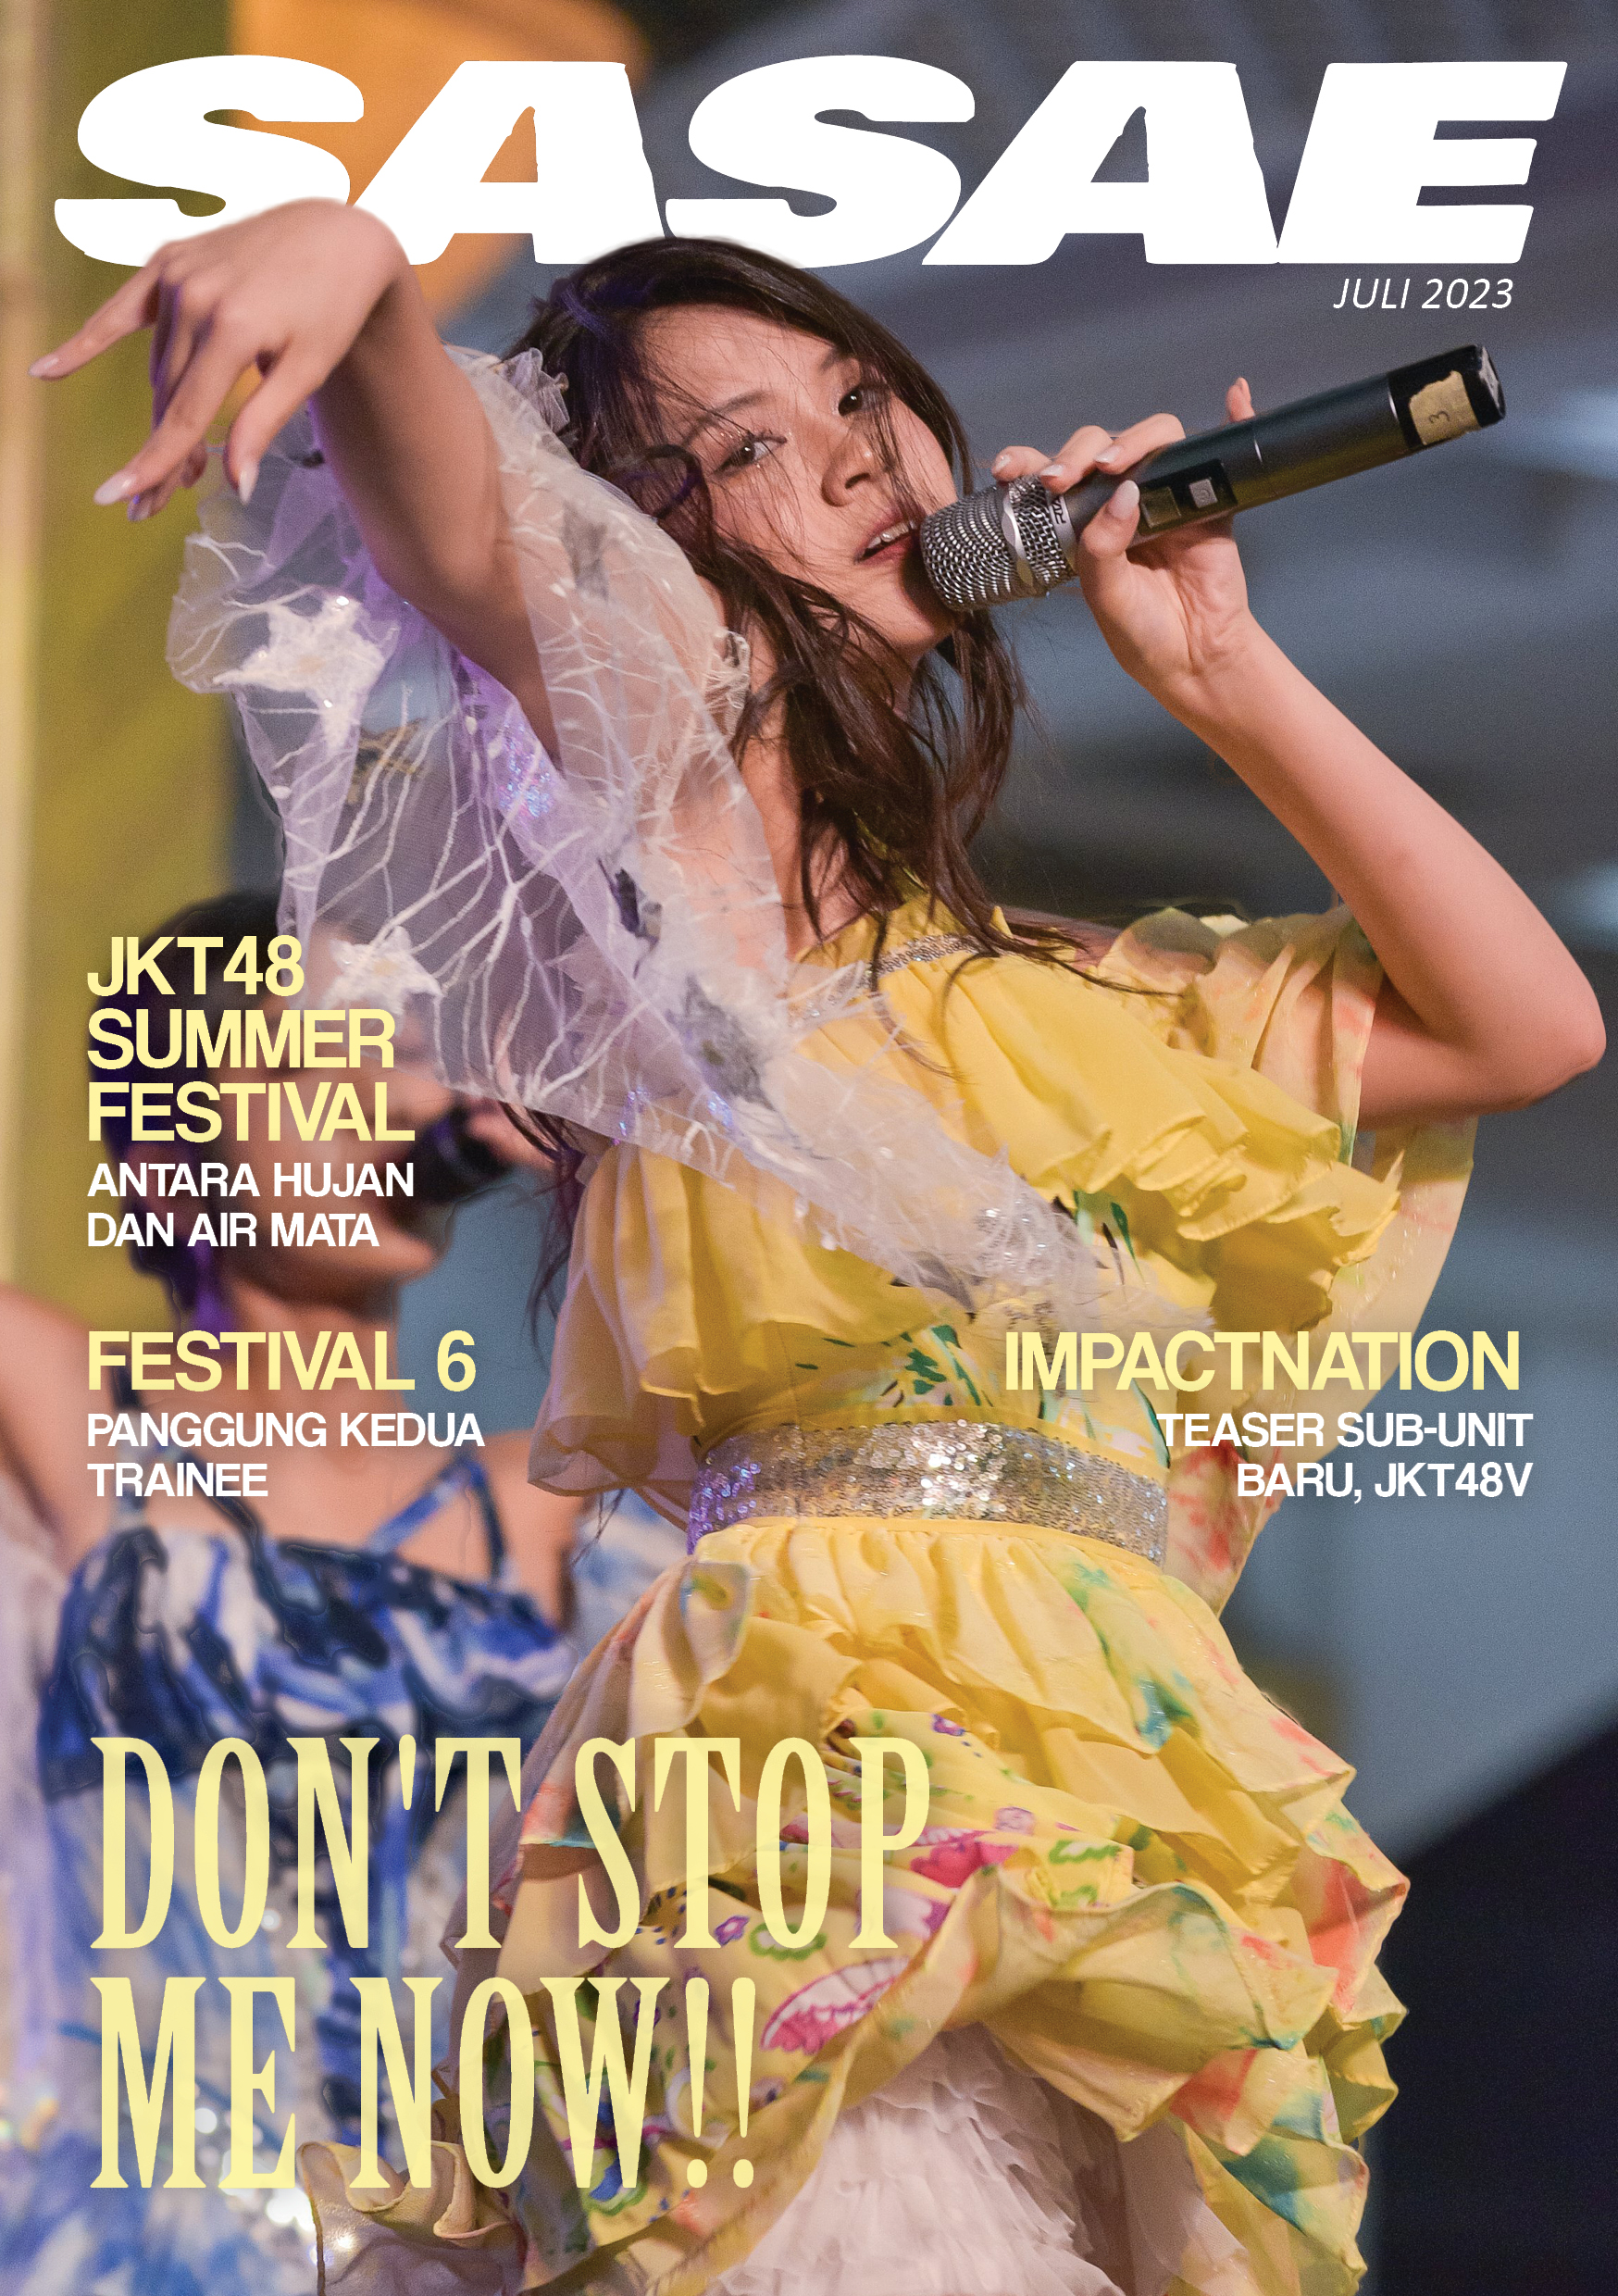 SASAE
JULI 2023
3
JKT48
SUMMER
FESTIVAL
ANTARA HUJAN
DAN AIR MATA
FESTIVAL 6
PANGGUNG KEDUA
TRAINEE
IMPACTNATION
TEASER SUB-UNIT
BARU, JKT48V
DON'T STOP
ME NOW!!